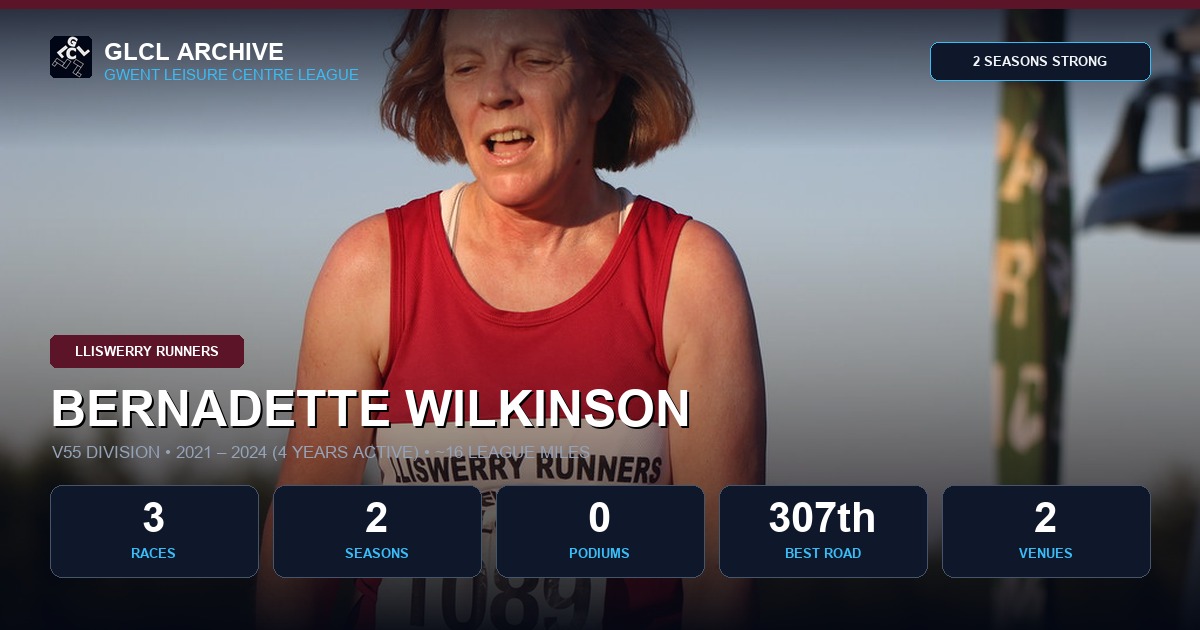 GLCL ARCHIVE
GWENT LEISURE CENTRE LEAGUE
2 SEASONS STRONG
LLISWERRY RUNNERS
BERNADETTE WILKINSON
V55 DIVISION • 2021 – 2024 (4 YEARS ACTIVE) • ~16 LEAGUE MILES
LLISWERRY RUNNERS
3
RACES
2
SEASONS
0
PODIUMS
307th
BEST ROAD
2
VENUES
1089